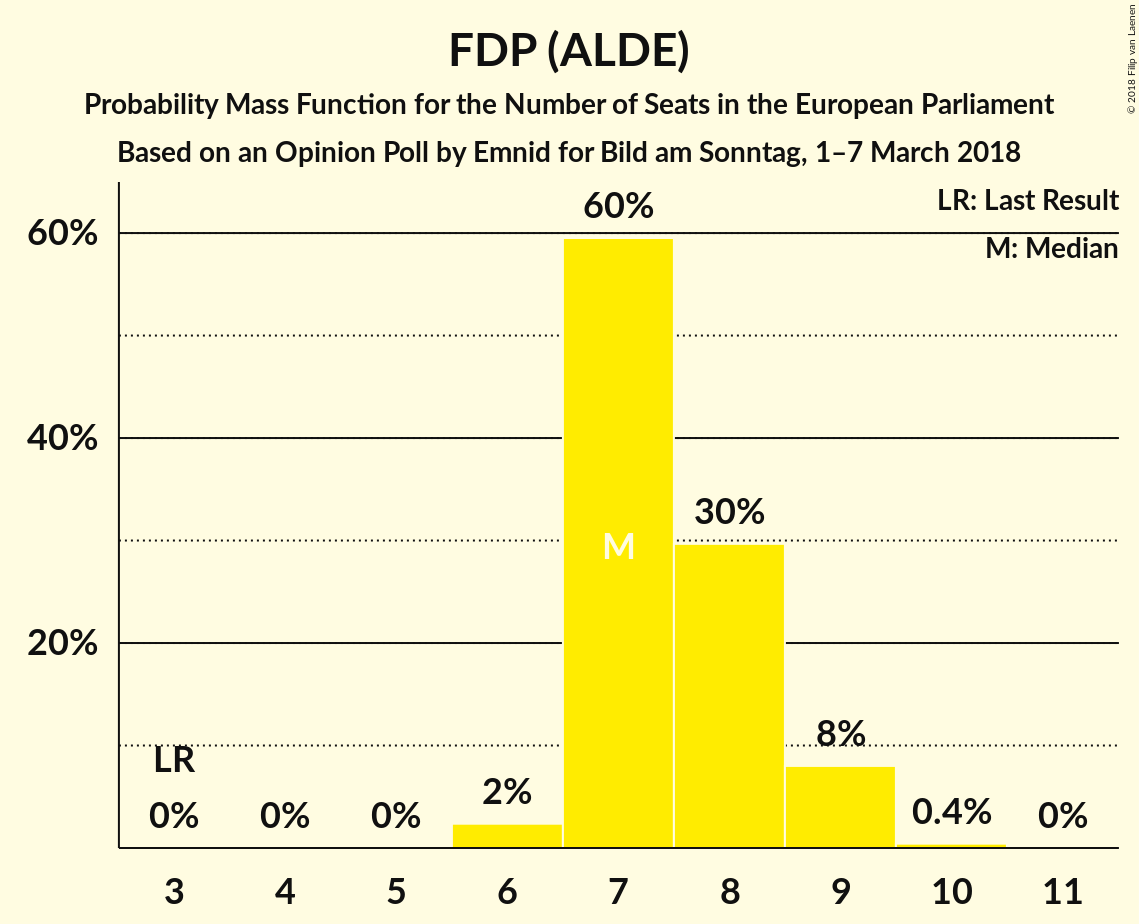 FDP (ALDE)
Probability Mass Function for the Number of Seats in the European Parliament
Based on an Opinion Poll by Emnid for Bild am Sonntag, 1–7 March 2018
© 2018 Filip van Laenen
LR: Last Result
M: Median
60%
40%
20%
LR
0%
0%
0%
2%
60%
M
30%
8%
0.4%
0%
3 4 5 6 7 8 9 10 11